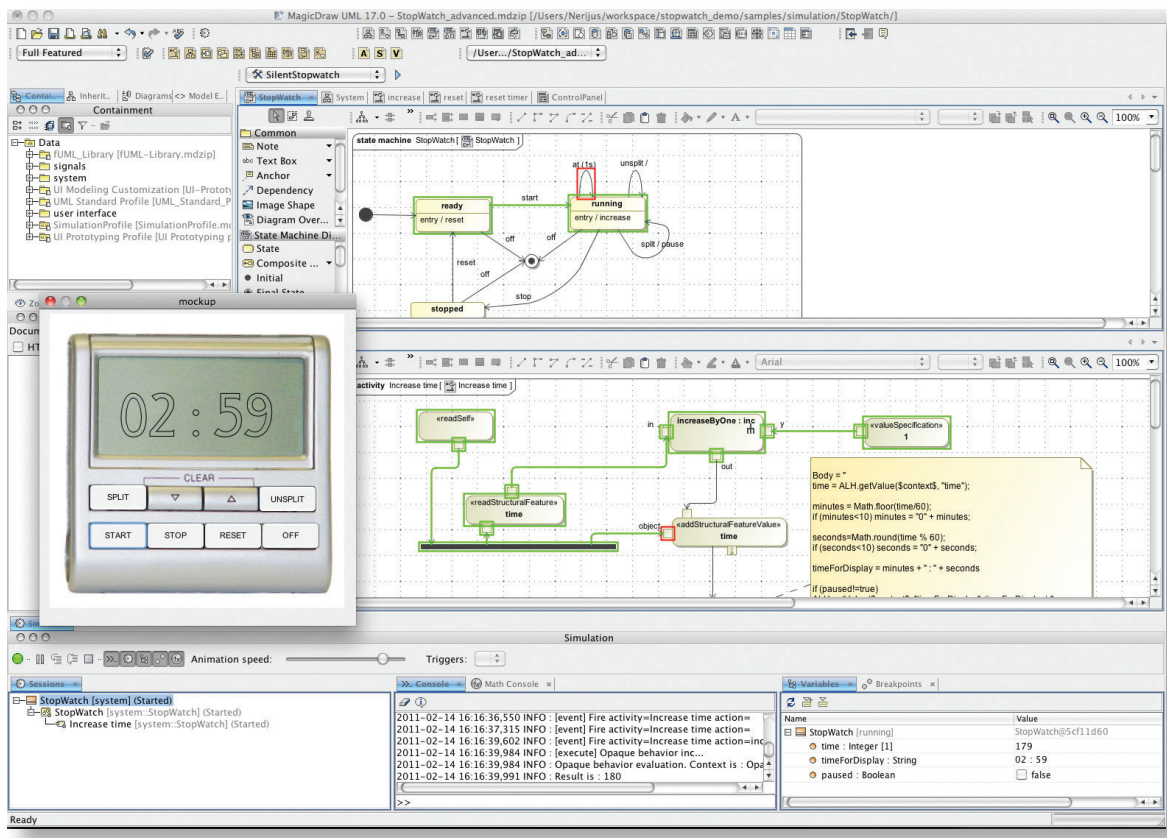 MagicDraw UML 17.0 - StopWatch_advanced.mdzip [/Users/Nerijus/workspace/stopwatch_demo/samples/simulation/StopWatch/]
Full Featured
A S V
/User.../StopWatch_ad...
SilentStopwatch
Contai... Inherit.. Diagrams <> Model E..
Containment
Data
fUML_Library [fUML-Library.mdzip]
signals
system
UI Modeling Customization [UI-Protot
UML Standard Profile [UML_Standard_P
user interface
SimulationProfile [SimulationProfile.m
UI Prototyping Profile [UI Prototyping p
StopWatch System increase reset reset timer ControlPanel
100%
Common
Note
abc Text Box
Anchor
Dependency
Image Shape
Diagram Over...
State Machine Di...
State
Composite ...
Initial
Final State
state machine StopWatch [ StopWatch ]
at (1s)
unsplit /
ready
entry / reset
start
running
entry / increase
off
off
split / pause
reset
off
stop
stopped
Zo
Docum
HT
mockup
02 : 59
CLEAR
SPLIT
UNSPLIT
START STOP RESET OFF
Arial
100%
activity Increase time [ Increase time ]
«readSelf»
in
increaseByOne : inc
y
«valueSpecification»
1
out
«readStructuralFeature»
time
object
«addStructuralFeatureValue»
time
Body = "
time = ALH.getValue($context$, "time");
minutes = Math.floor(time/60);
if (minutes<10) minutes = "0" + minutes;
seconds=Math.round(time % 60);
if (seconds<10) seconds = "0" + seconds;
timeForDisplay = minutes + " : " + seconds
if (paused!=true)
Simulation
Animation speed:
Triggers:
Sessions
StopWatch [system] (Started)
StopWatch [system::StopWatch] (Started)
Increase time [system::StopWatch] (Started)
Console Math Console
2011-02-14 16:16:36,550 INFO : [event] Fire activity=Increase time action=
2011-02-14 16:16:37,315 INFO : [event] Fire activity=Increase time action=
2011-02-14 16:16:39,602 INFO : [event] Fire activity=Increase time action=inc
2011-02-14 16:16:39,984 INFO : [execute] Opaque behavior inc...
2011-02-14 16:16:39,984 INFO : Opaque behavior evaluation. Context is : Opa
2011-02-14 16:16:39,991 INFO : Result is : 180
>>
Variables Breakpoints
Name Value
StopWatch [running] StopWatch@5cf11d60
time : Integer [1] 179
timeForDisplay : String 02 : 59
paused : Boolean false
Ready